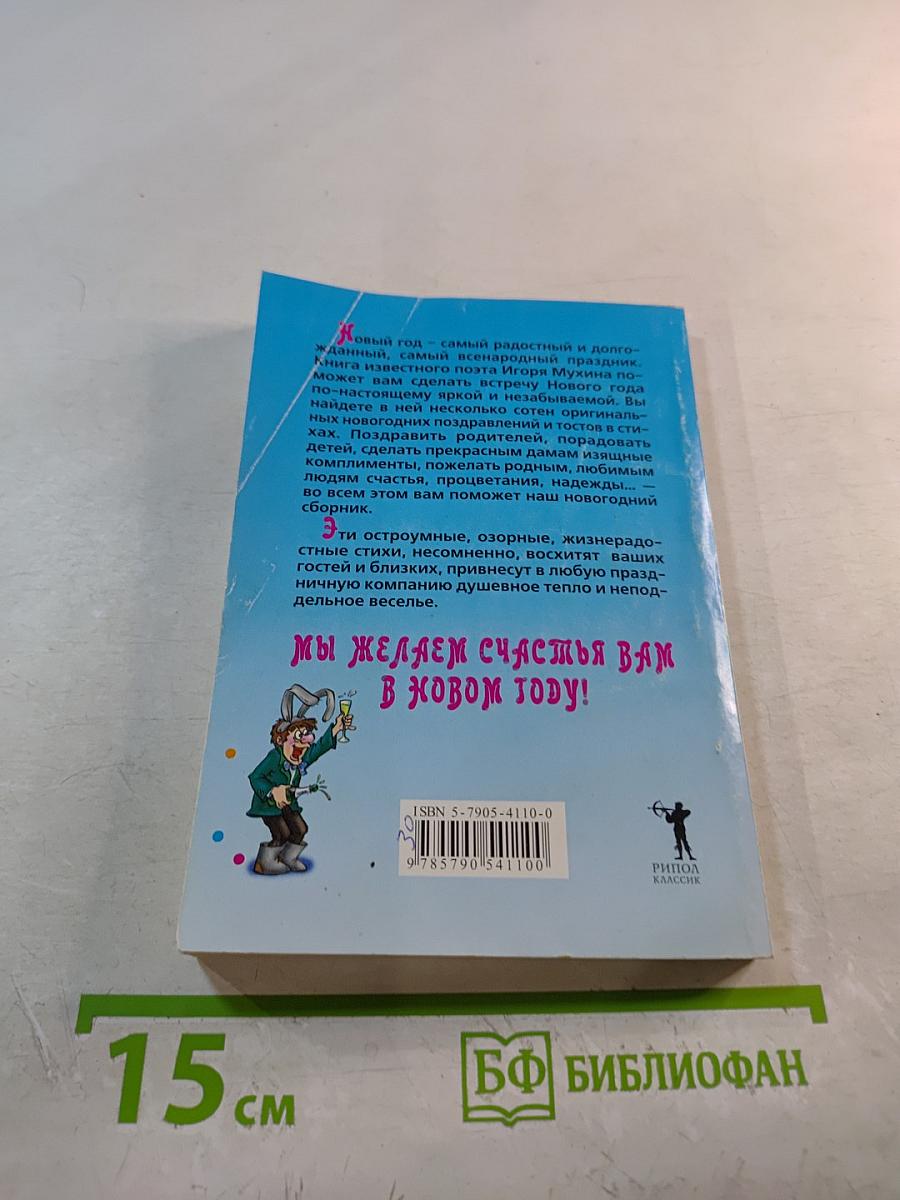 Новый год – самый радостный и долго-
жданный, самый всенародный праздник.
Книга известного поэта Игоря Мухина по-
может вам сделать встречу Нового года
по-настоящему яркой и незабываемой. Вы
найдете в ней несколько сотен оригиналь-
ных новогодних поздравлений и тостов в сти-
хах. Поздравить родителей, порадовать
детей, сделать прекрасным дамам изящные
комплименты, пожелать родным, любимым
людям счастья, процветания, надежды... —
во всем этом вам поможет наш новогодний
сборник.
Эти остроумные, озорные, жизнерадо-
стные стихи, несомненно, восхитят ваших
гостей и близких, привнесут в любую празд-
ничную компанию душевное тепло и непод-
дельное веселье.
МЫ ЖЕЛАЕМ СЧАСТЬЯ ВАМ
В НОВОМ ГОДУ!
ISBN 5-7905-4110-0
30
9 785790 541100
РИПОЛ
КЛАССИК
15 см
БФ БИБЛИОФАН